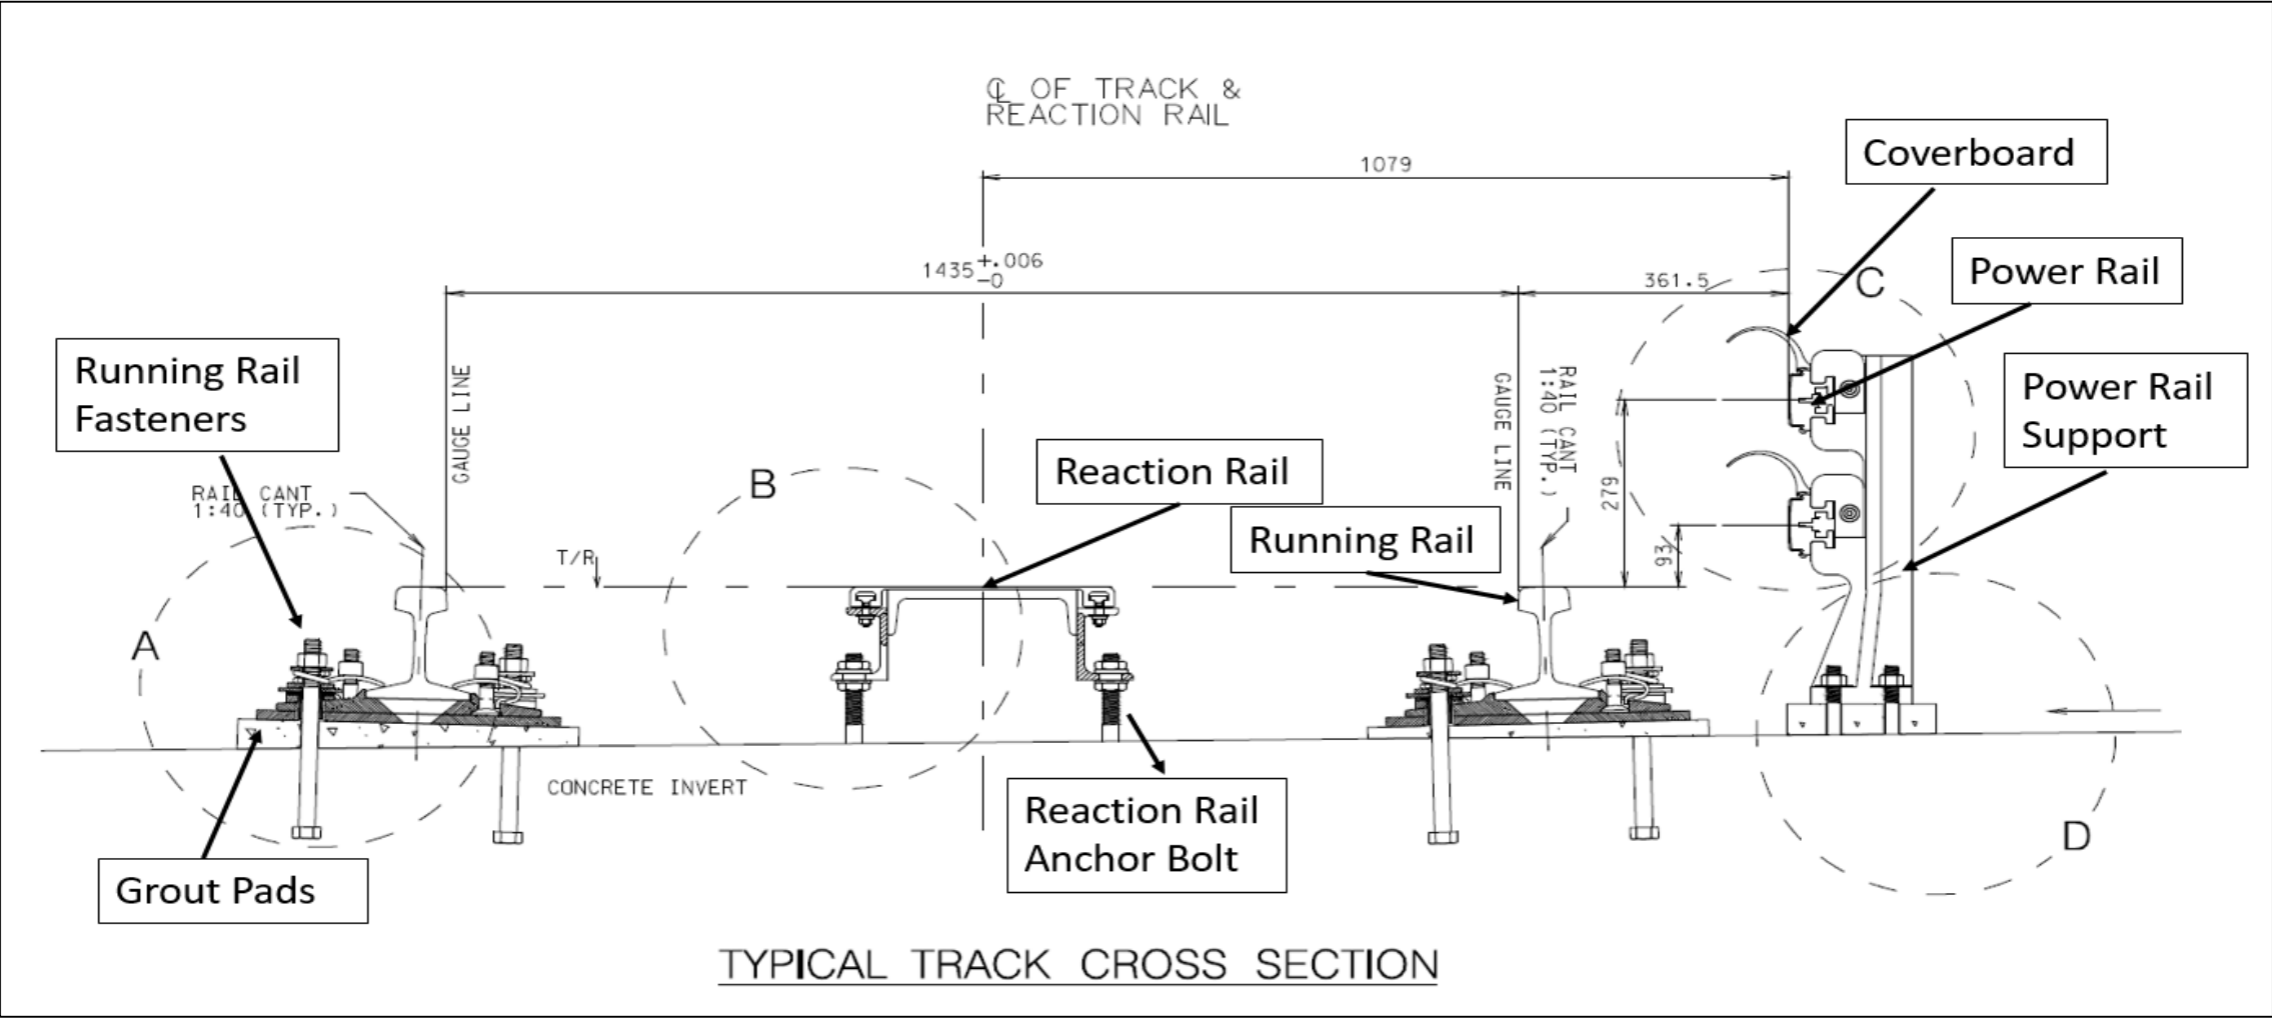 ℄ OF TRACK &
REACTION RAIL
1079
Coverboard
1435 +.006
-0
361.5
C
Power Rail
Running Rail
Fasteners
GAUGE LINE
GAUGE LINE
RAIL CANT
1:40 (TYP.)
Power Rail
Support
RAIL CANT
1:40 (TYP.)
B
Reaction Rail
279
Running Rail
T/R
93
A
CONCRETE INVERT
Reaction Rail
Anchor Bolt
D
Grout Pads
TYPICAL TRACK CROSS SECTION